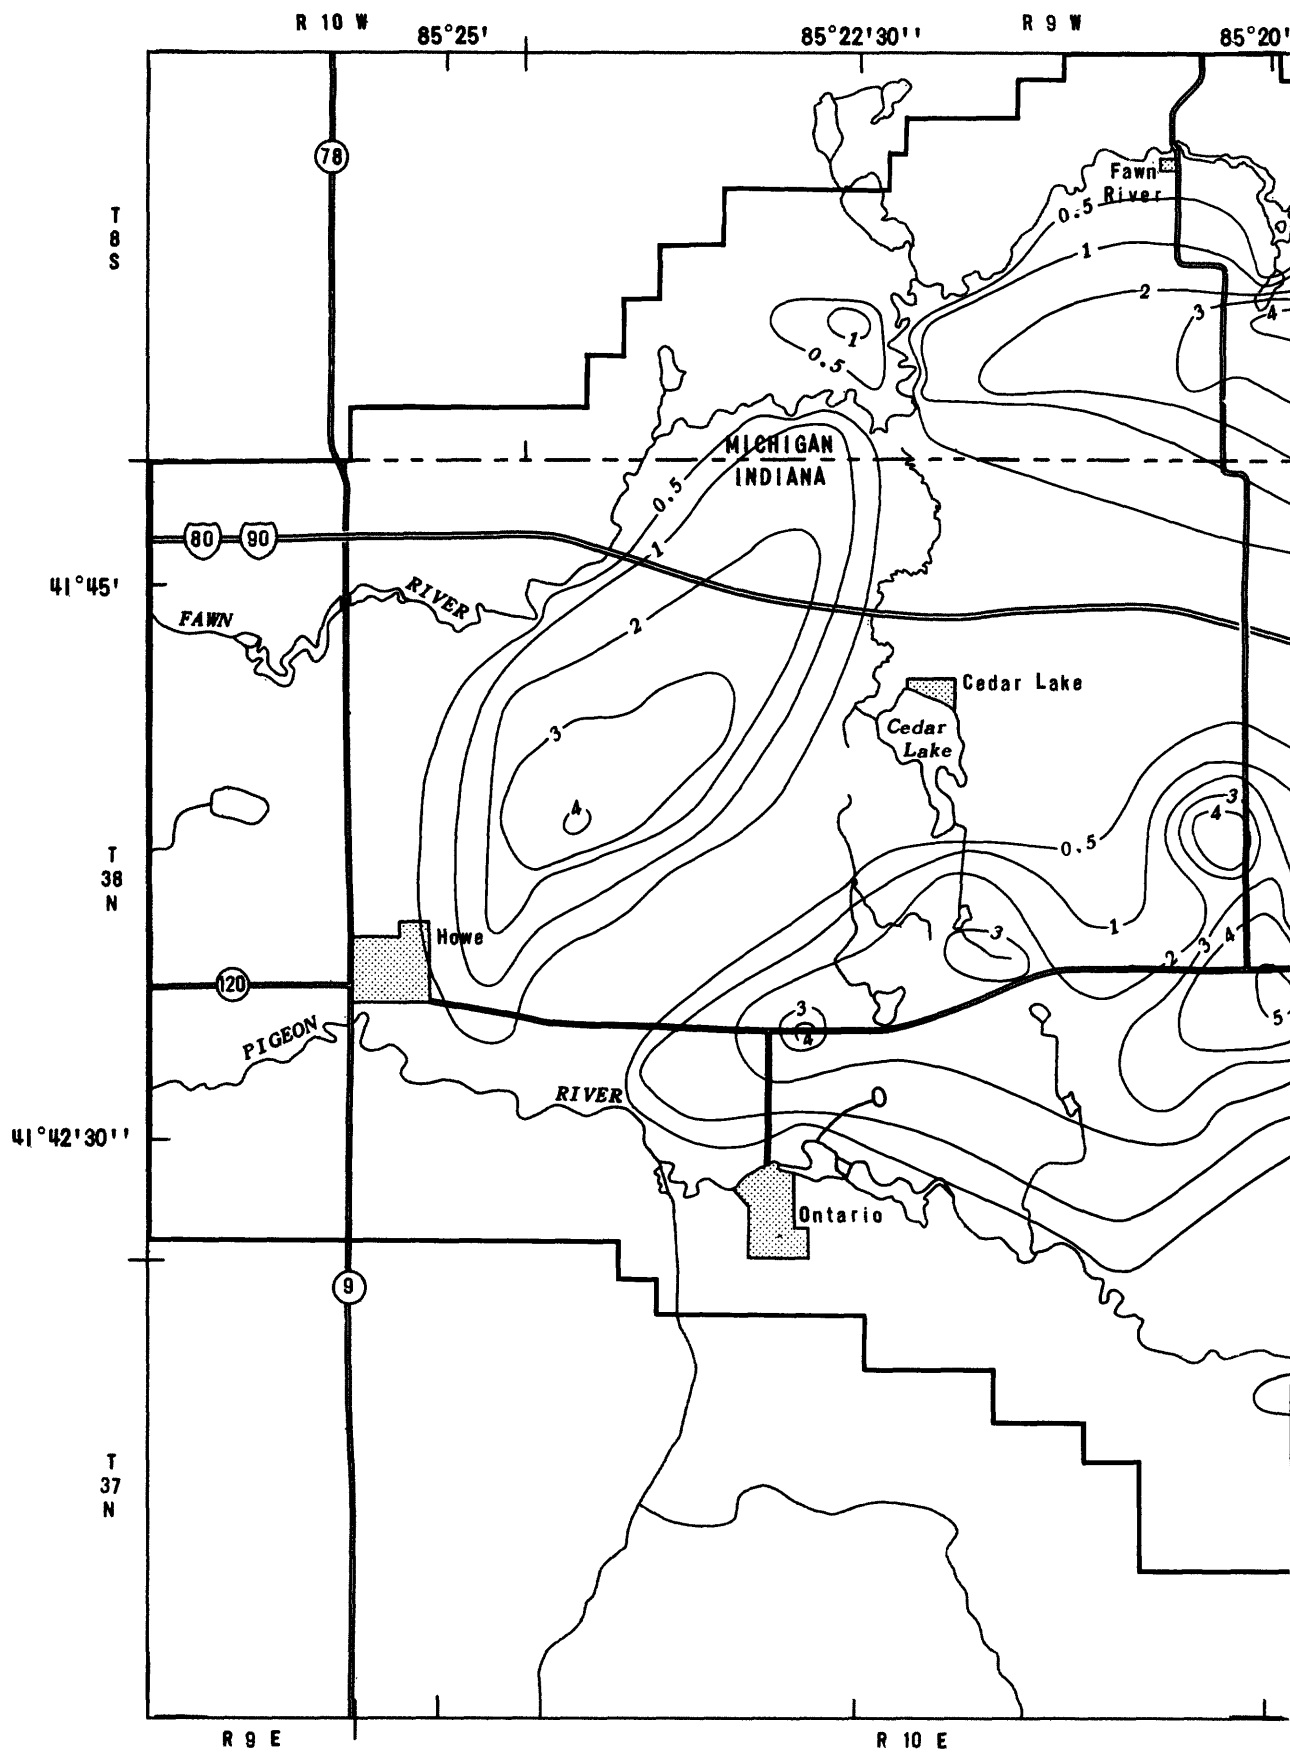 R 10 W
R 9 W
85°25'
85°22'30''
85°20'
78
Fawn
River
T
8
S
0.5
1
2
3
4
1
0.5
MICHIGAN
INDIANA
0.5
80
90
1
41°45'
RIVER
FAWN
2
Cedar Lake
Cedar
Lake
3
4
3
4
0.5
T
38
N
1
Howe
3
4
3
2
120
3
4
5
PIGEON
RIVER
41°42'30''
Ontario
9
T
37
N
R 9 E
R 10 E